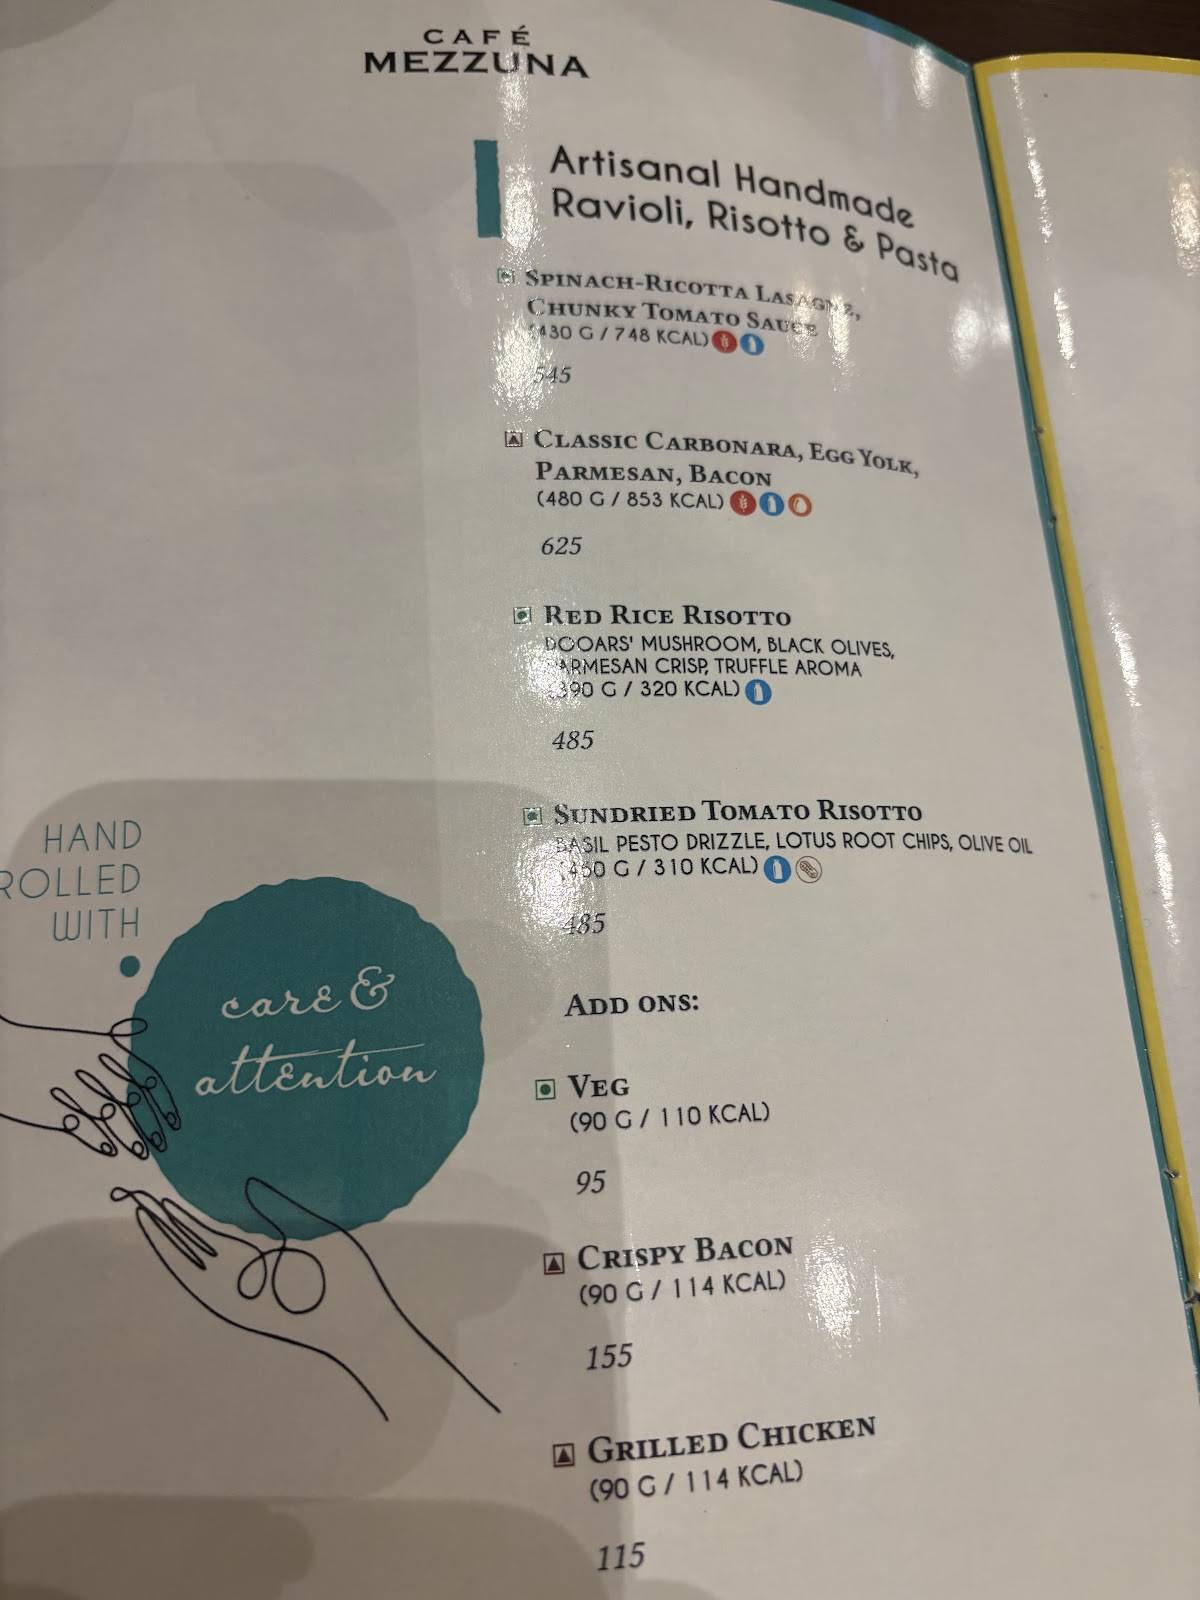 CAFÉ
MEZZUNA
Artisanal Handmade
Ravioli, Risotto & Pasta
SPINACH-RICOTTA LASAGNE,
CHUNKY TOMATO SAUCE
(430 G / 748 KCAL)
545
CLASSIC CARBONARA, EGG YOLK,
PARMESAN, BACON
(480 G / 853 KCAL)
625
RED RICE RISOTTO
DOOARS' MUSHROOM, BLACK OLIVES,
PARMESAN CRISP, TRUFFLE AROMA
(390 G / 320 KCAL)
485
SUNDRIED TOMATO RISOTTO
BASIL PESTO DRIZZLE, LOTUS ROOT CHIPS, OLIVE OIL
G / 310 KCAL)
485
ADD ONS:
VEG
(90 G / 110 KCAL)
95
CRISPY BACON
(90 G / 114 KCAL)
155
GRILLED CHICKEN
(90 G / 114 KCAL)
115
HAND
ROLLED
WITH
care &
attention